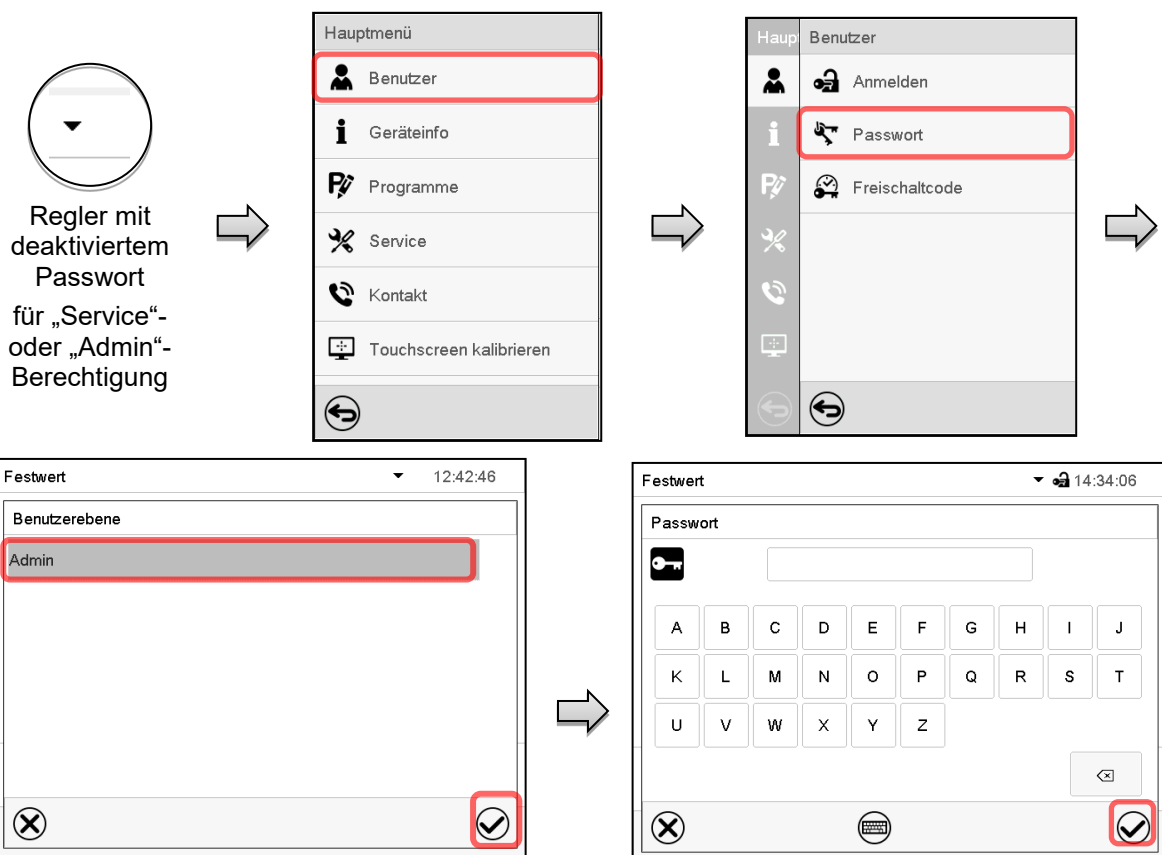 Regler mit
deaktiviertem
Passwort
für „Service“-
oder „Admin“-
Berechtigung
Hauptmenü
Benutzer
Geräteinfo
Programme
Service
Kontakt
Touchscreen kalibrieren
Haup
Benutzer
Anmelden
Passwort
Freischaltcode
Festwert 12:42:46
Benutzerebene
Admin
Festwert 14:34:06
Passwort
A B C D E F G H I J
K L M N O P Q R S T
U V W X Y Z